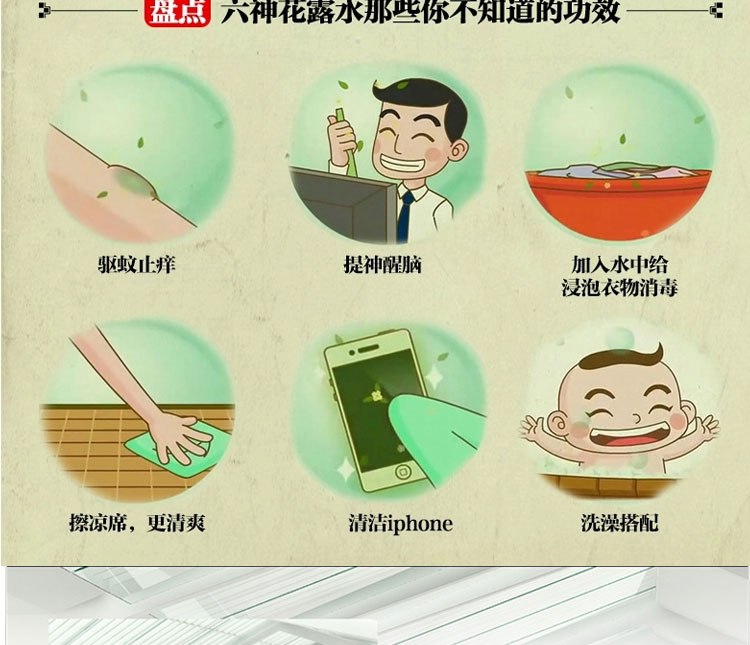 盘点 六神花露水那些你不知道的功效
驱蚊止痒
提神醒脑
加入水中给
浸泡衣物消毒
擦凉席，更清爽
清洁iphone
洗澡搭配